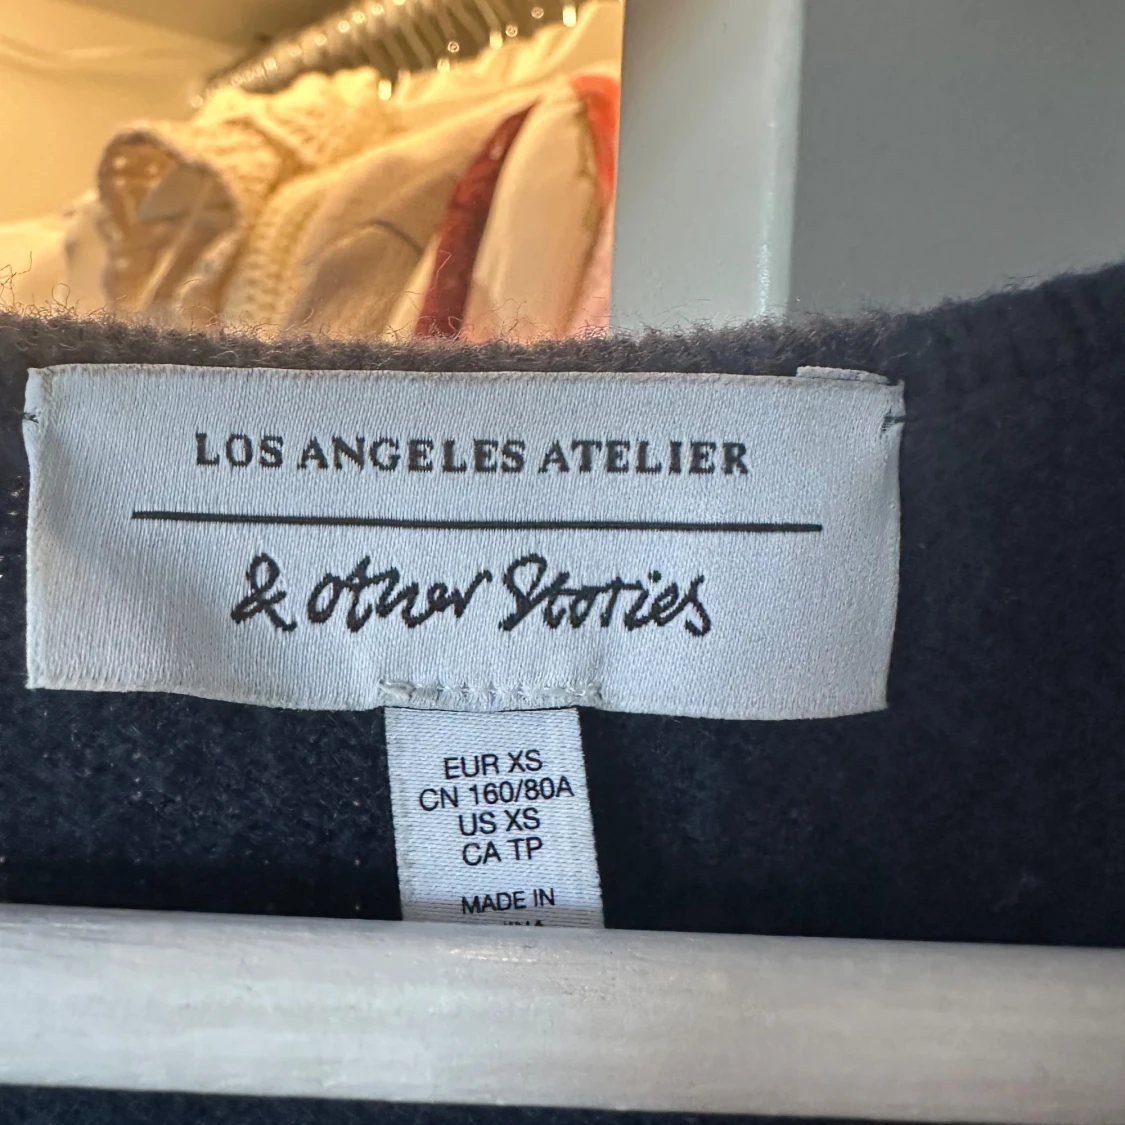 LOS ANGELES ATELIER
& other Stories
EUR XS
CN 160/80A
US XS
CA TP
MADE IN